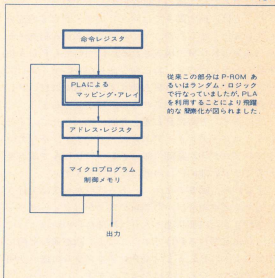 命令レジスタ
PLAによる
マッピング・アレイ
アドレス・レジスタ
マイクロプログラム
制御メモリ
出力
従来この部分は P-ROM あ
るいはランダム・ロジック
で行なっていましたが, PLA
を利用することにより飛躍
的な簡略化が図られました.